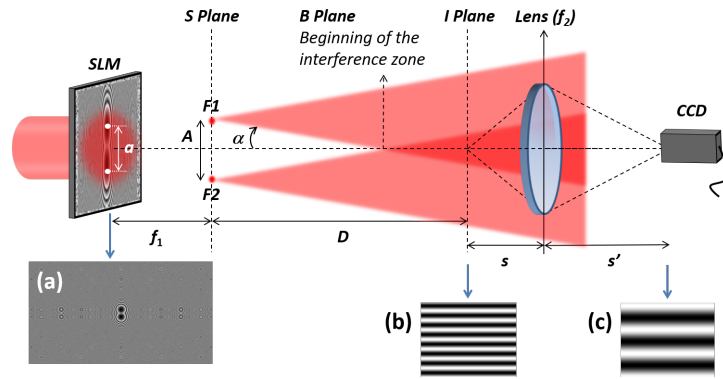 S Plane
B Plane
I Plane
Lens (f2)
Beginning of the
interference zone
SLM
CCD
F1
a
A
α
F2
f1
D
s
s’
(a)
(b)
(c)